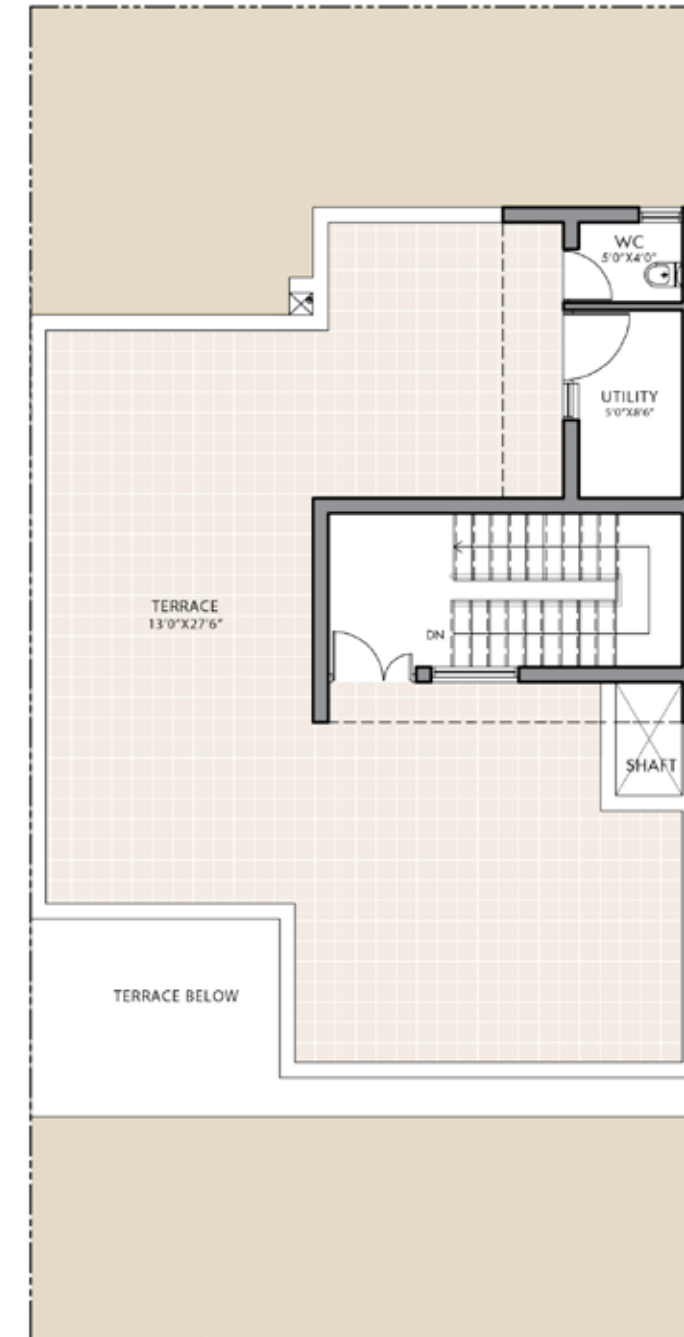 WC
5'0"X4'0"
UTILITY
5'0"X8'6"
TERRACE
13'0"X27'6"
DN
SHAFT
TERRACE BELOW